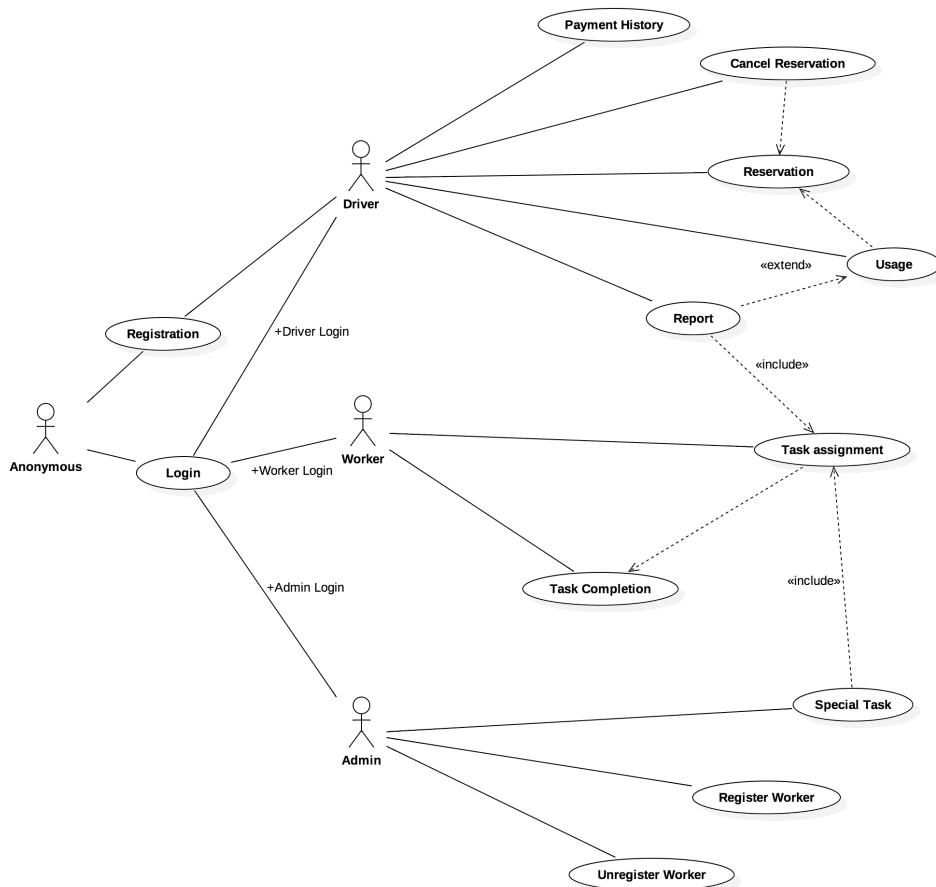 Payment History
Cancel Reservation
Reservation
Driver
Usage
«extend»
Report
Registration
+Driver Login
«include»
Anonymous
Worker
Task assignment
Login
+Worker Login
Task Completion
«include»
+Admin Login
Special Task
Admin
Register Worker
Unregister Worker